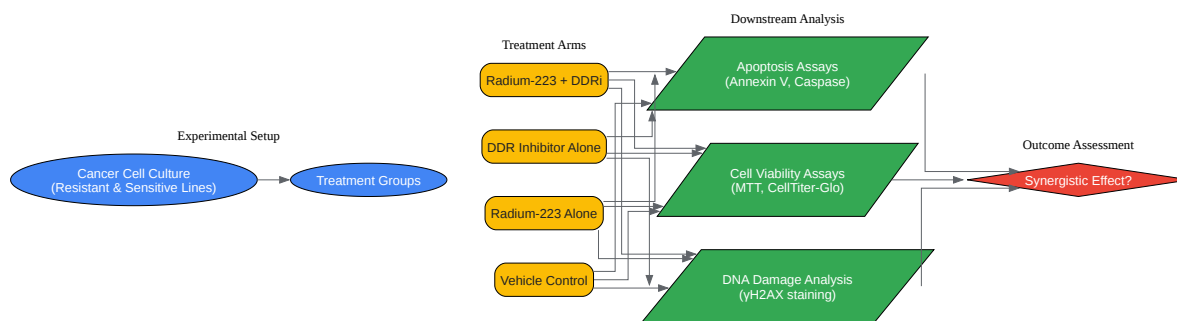 Experimental Setup
Cancer Cell Culture
(Resistant & Sensitive Lines)
Treatment Groups
Treatment Arms
Radium-223 + DDRi
DDR Inhibitor Alone
Radium-223 Alone
Vehicle Control
Downstream Analysis
Apoptosis Assays
(Annexin V, Caspase)
Cell Viability Assays
(MTT, CellTiter-Glo)
DNA Damage Analysis
(γH2AX staining)
Outcome Assessment
Synergistic Effect?